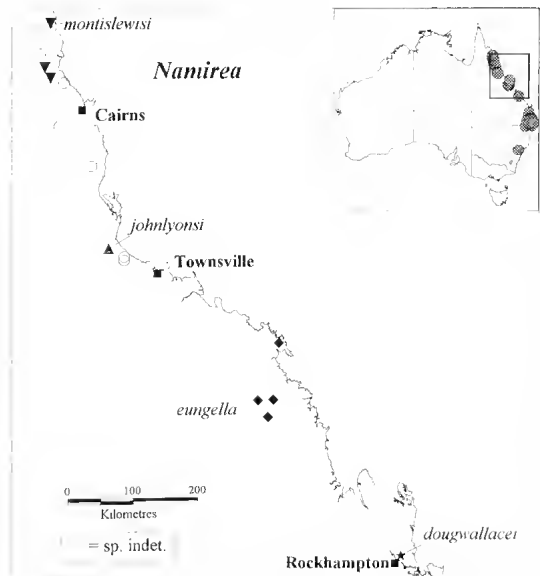 montislewisi
Namirea
Cairns
johnlyonsi
Townsville
eungella
0 100 200
Kilometres
= sp. indet.
dougwallacei
Rockhampton